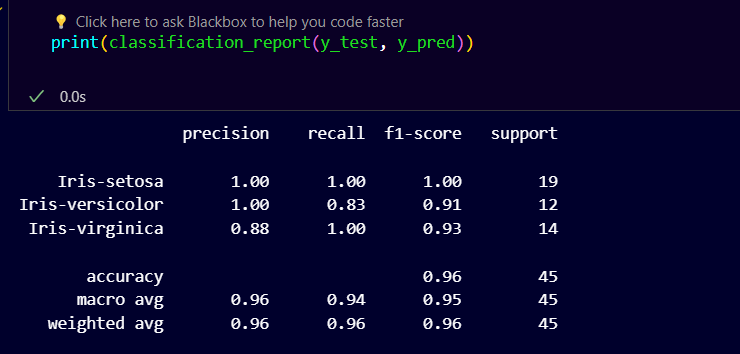 💡 Click here to ask Blackbox to help you code faster
print(classification_report(y_test, y_pred))
✓ 0.0s
precision recall f1-score support
Iris-setosa 1.00 1.00 1.00 19
Iris-versicolor 1.00 0.83 0.91 12
Iris-virginica 0.88 1.00 0.93 14
accuracy 0.96 45
macro avg 0.96 0.94 0.95 45
weighted avg 0.96 0.96 0.96 45